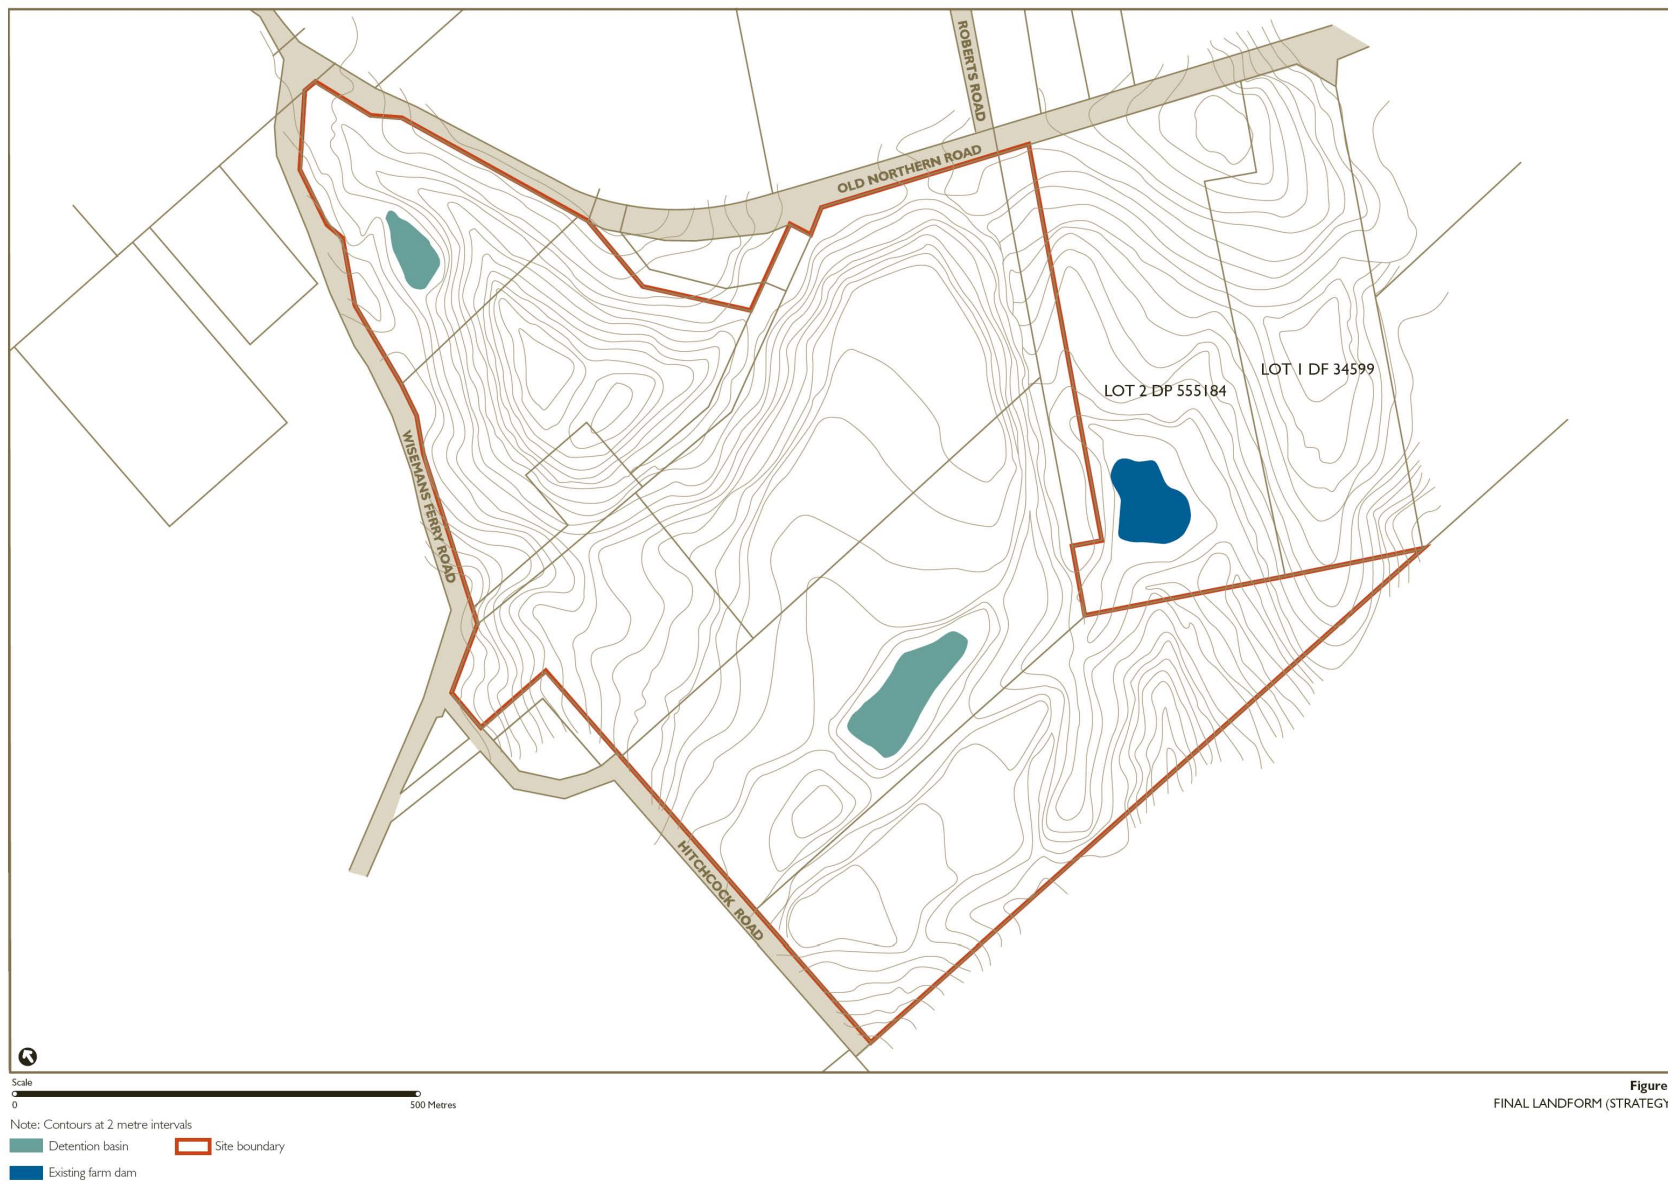 ROBERTS ROAD
OLD NORTHERN ROAD
LOT 1 DF 34599
LOT 2 DP 555184
WISEMANS FERRY ROAD
HITCHCOCK ROAD
Scale
0 500 Metres
Note: Contours at 2 metre intervals
Detention basin
Site boundary
Existing farm dam
Figure
FINAL LANDFORM (STRATEGY